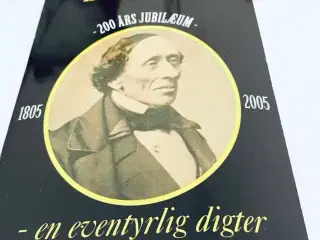 - 200 ÅRS JUBILÆUM -
1805
2005
- en eventyrlig digter